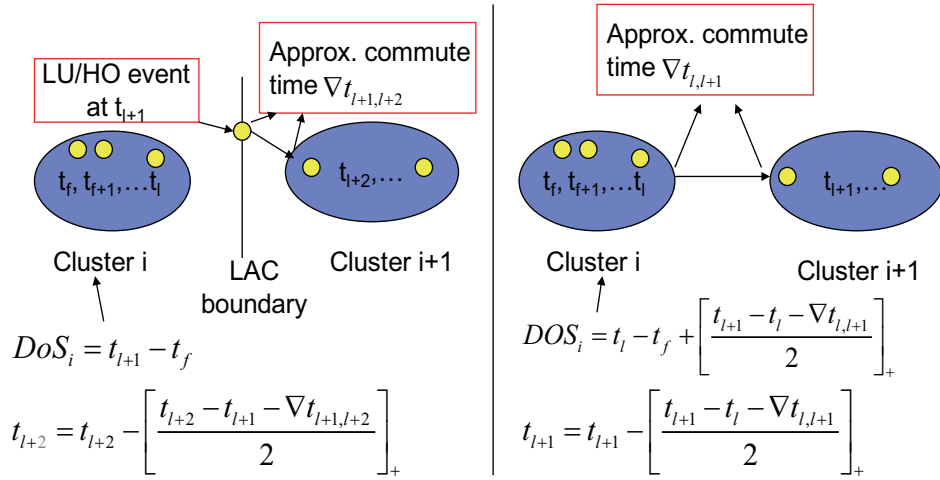 LU/HO event
at t_{l+1}
Approx. commute
time ∇t_{l+1,l+2}
t_f, t_{f+1},…t_l
t_{l+2},…
Cluster i
LAC
boundary
Cluster i+1
DoS_i = t_{l+1} − t_f
t_{l+2} = t_{l+2} − [ (t_{l+2} − t_{l+1} − ∇t_{l+1,l+2}) / 2 ]_+
Approx. commute
time ∇t_{l,l+1}
t_f, t_{f+1},…t_l
t_{l+1},…
Cluster i
Cluster i+1
DOS_i = t_l − t_f + [ (t_{l+1} − t_l − ∇t_{l,l+1}) / 2 ]_+
t_{l+1} = t_{l+1} − [ (t_{l+1} − t_l − ∇t_{l,l+1}) / 2 ]_+